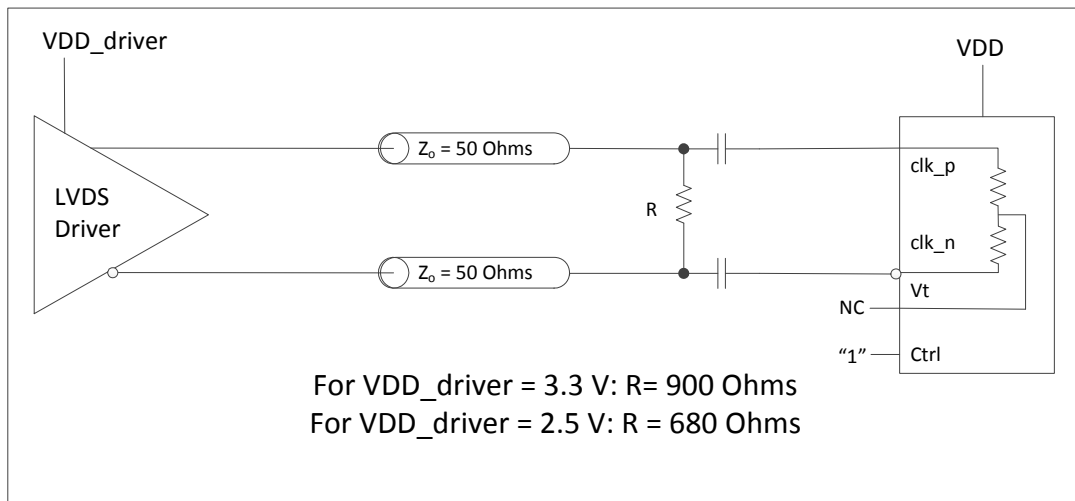 VDD_driver
VDD
Zo = 50 Ohms
clk_p
LVDS
Driver
R
clk_n
Zo = 50 Ohms
Vt
NC
“1”
Ctrl
For VDD_driver = 3.3 V: R= 900 Ohms
For VDD_driver = 2.5 V: R = 680 Ohms